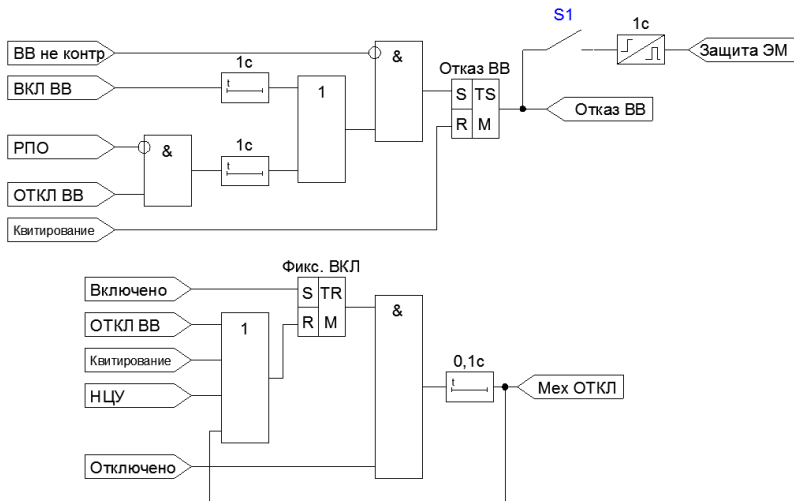 S1
1с
ВВ не контр
&
Защита ЭМ
1с
Отказ ВВ
ВКЛ ВВ
t
1
S TS
Отказ ВВ
РПО
&
1с
R M
t
ОТКЛ ВВ
Квитирование
Фикс. ВКЛ
Включено
S TR
ОТКЛ ВВ
1
R M
&
Квитирование
0,1с
t
Мех ОТКЛ
НЦУ
Отключено